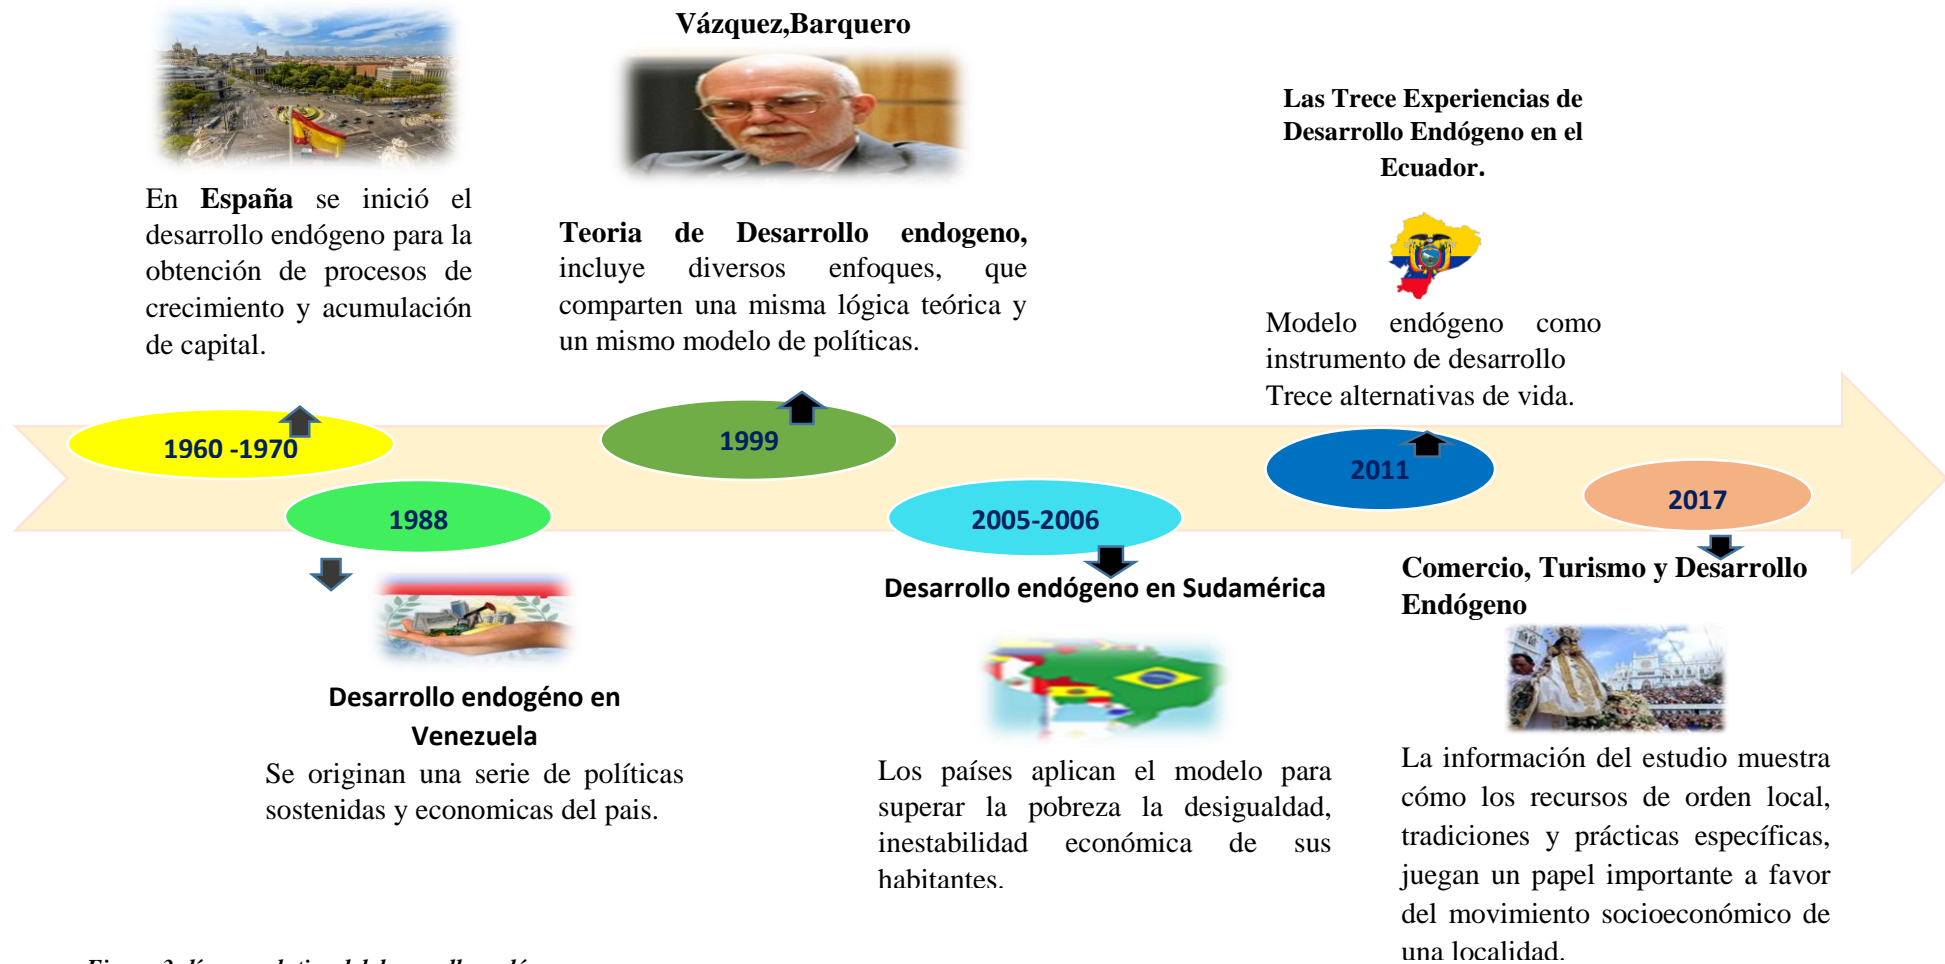 En España se inició el
desarrollo endógeno para la
obtención de procesos de
crecimiento y acumulación
de capital.
Vázquez,Barquero
Teoria de Desarrollo endogeno,
incluye diversos enfoques, que
comparten una misma lógica teórica y
un mismo modelo de políticas.
Las Trece Experiencias de
Desarrollo Endógeno en el
Ecuador.
Modelo endógeno como
instrumento de desarrollo
Trece alternativas de vida.
1960 -1970
1988
1999
2005-2006
2011
2017
Desarrollo endogéno en
Venezuela
Se originan una serie de políticas
sostenidas y economicas del pais.
Desarrollo endógeno en Sudamérica
Los países aplican el modelo para
superar la pobreza la desigualdad,
inestabilidad económica de sus
habitantes.
Comercio, Turismo y Desarrollo
Endógeno
La información del estudio muestra
cómo los recursos de orden local,
tradiciones y prácticas específicas,
juegan un papel importante a favor
del movimiento socioeconómico de
una localidad.